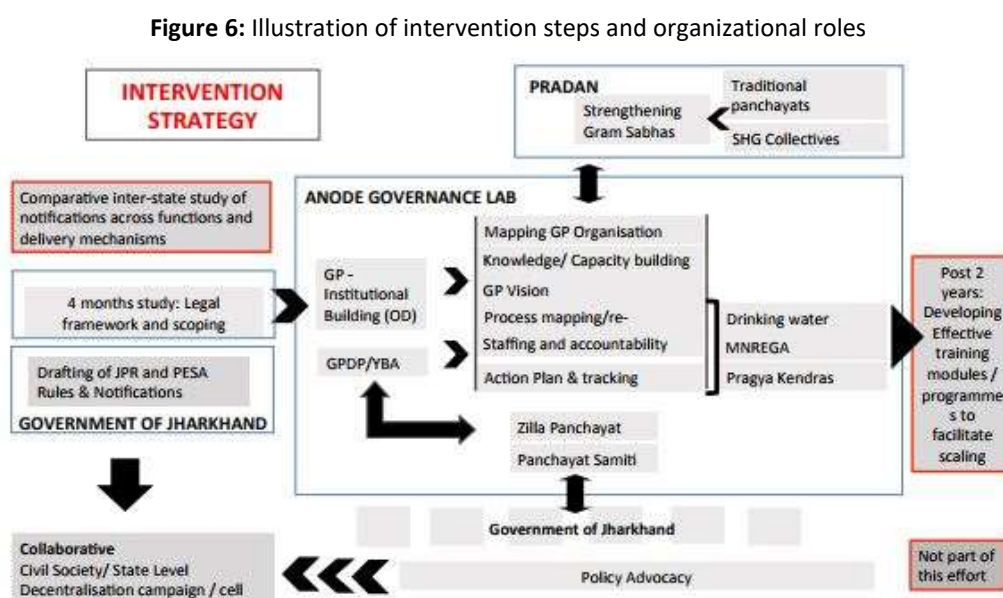 Figure 6: Illustration of intervention steps and organizational roles
INTERVENTION
STRATEGY
PRADAN
Strengthening
Gram Sabhas
Traditional
panchayats
SHG Collectives
Comparative inter-state study of
notifications across functions and
delivery mechanisms
4 months study: Legal
framework and scoping
Drafting of JPR and PESA
Rules & Notifications
GOVERNMENT OF JHARKHAND
ANODE GOVERNANCE LAB
GP -
Institutional
Building (OD)
GPDP/YBA
Mapping GP Organisation
Knowledge/ Capacity building
GP Vision
Process mapping/re-
Staffing and accountability
Action Plan & tracking
Drinking water
MNREGA
Pragya Kendras
Zilla Panchayat
Panchayat Samiti
Post 2
years:
Developing
Effective
training
modules /
programme
s to
facilitate
scaling
Government of Jharkhand
Policy Advocacy
Collaborative
Civil Society/ State Level
Decentralisation campaign / cell
Not part of
this effort